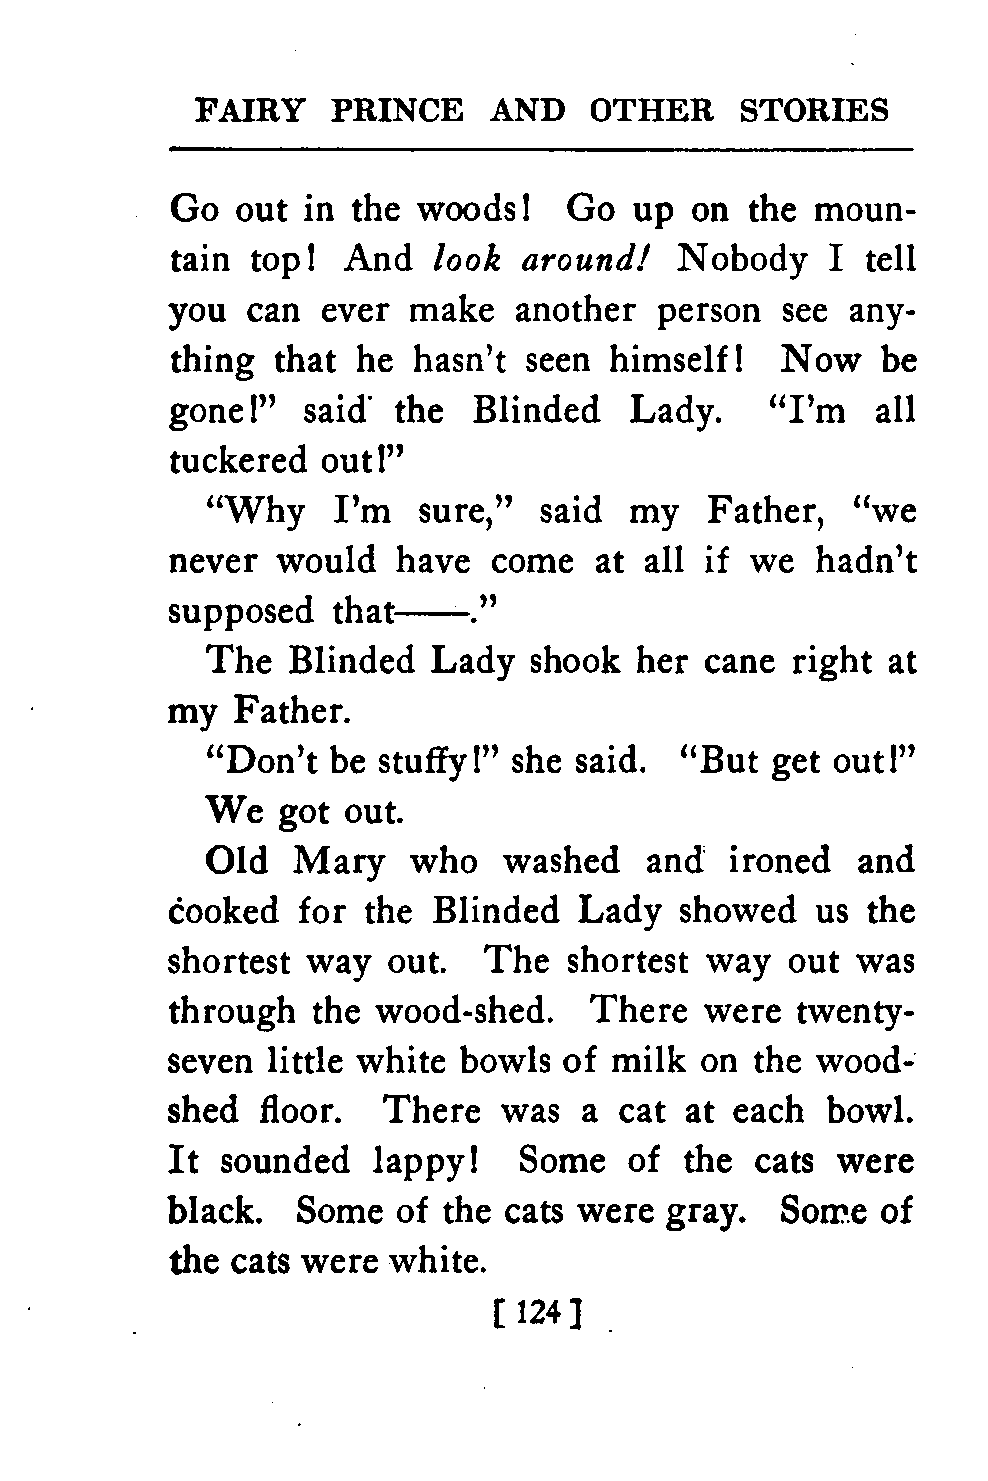 FAIRY PRINCE AND OTHER STORIES
Go out in the woods! Go up on the moun-
tain top! And look around! Nobody I tell
you can ever make another person see any-
thing that he hasn't seen himself! Now be
gone!” said the Blinded Lady. “I'm all
tuckered out!”
“Why I'm sure,” said my Father, “we
never would have come at all if we hadn't
supposed that——.”
The Blinded Lady shook her cane right at
my Father.
“Don't be stuffy!” she said. “But get out!”
We got out.
Old Mary who washed and ironed and
cooked for the Blinded Lady showed us the
shortest way out. The shortest way out was
through the wood-shed. There were twenty-
seven little white bowls of milk on the wood-
shed floor. There was a cat at each bowl.
It sounded lappy! Some of the cats were
black. Some of the cats were gray. Some of
the cats were white.
[ 124 ]